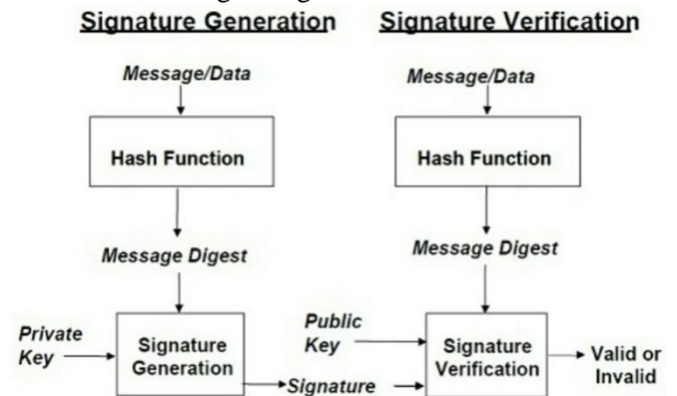 Signature Generation
Signature Verification
Message/Data
Message/Data
Hash Function
Hash Function
Message Digest
Message Digest
Private
Key
Signature
Generation
Public
Key
Signature
Signature
Verification
Valid or
Invalid